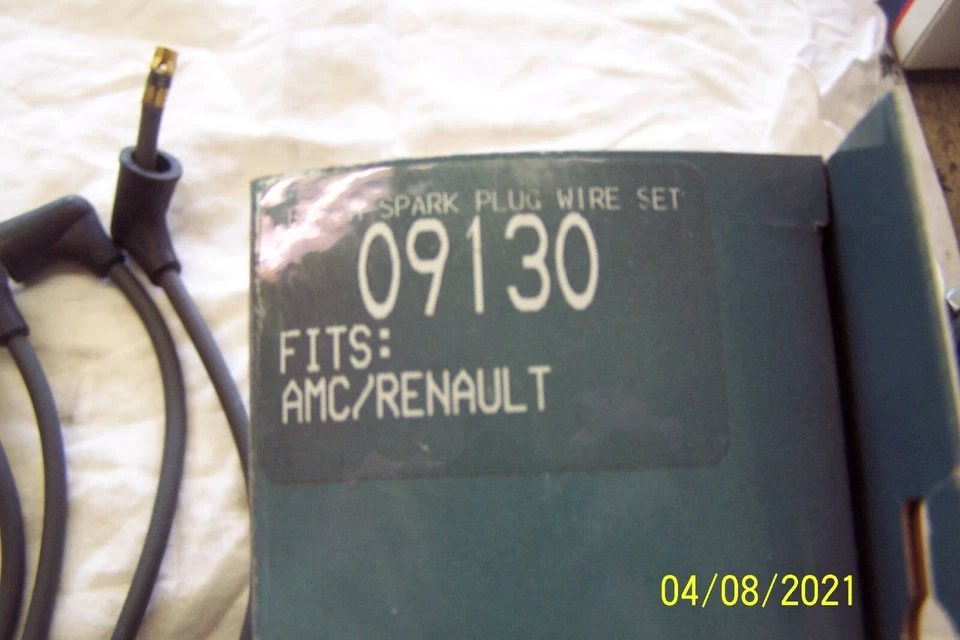 SPARK PLUG WIRE SET
09130
FITS:
AMC/RENAULT
04/08/2021